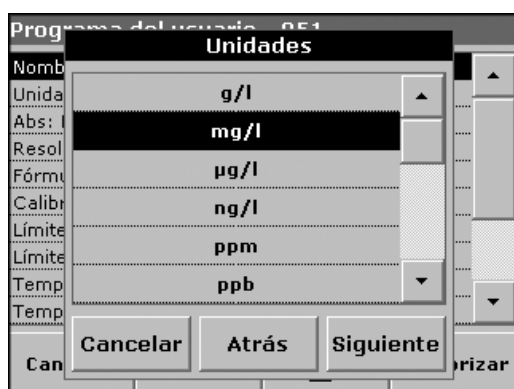 Unidades
Nomb
Unida
g/l
Abs:
mg/l
Resol
µg/l
Fórmu
Calibr
ng/l
Límite
ppm
Límite
Temp
ppb
Temp
Cancelar Atrás Siguiente
Can orizar